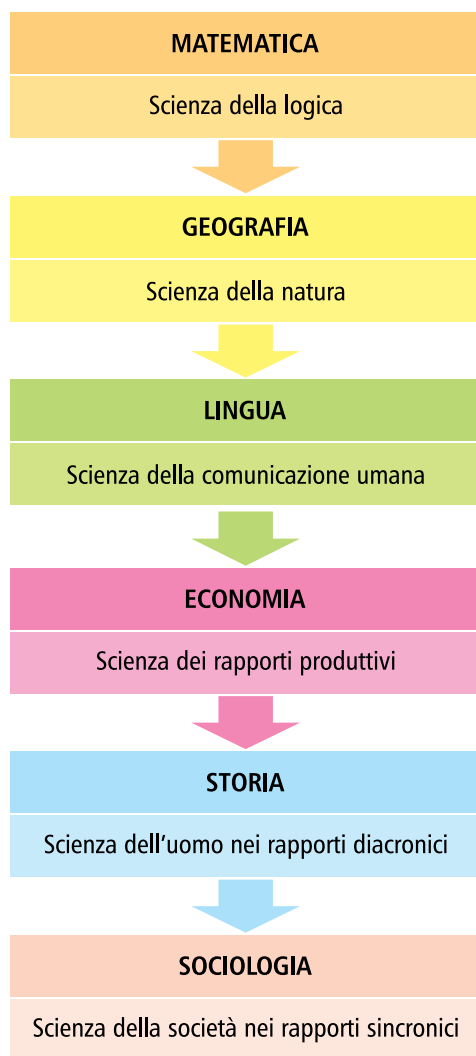 MATEMATICA
Scienza della logica
GEOGRAFIA
Scienza della natura
LINGUA
Scienza della comunicazione umana
ECONOMIA
Scienza dei rapporti produttivi
STORIA
Scienza dell'uomo nei rapporti diacronici
SOCIOLOGIA
Scienza della società nei rapporti sincronici